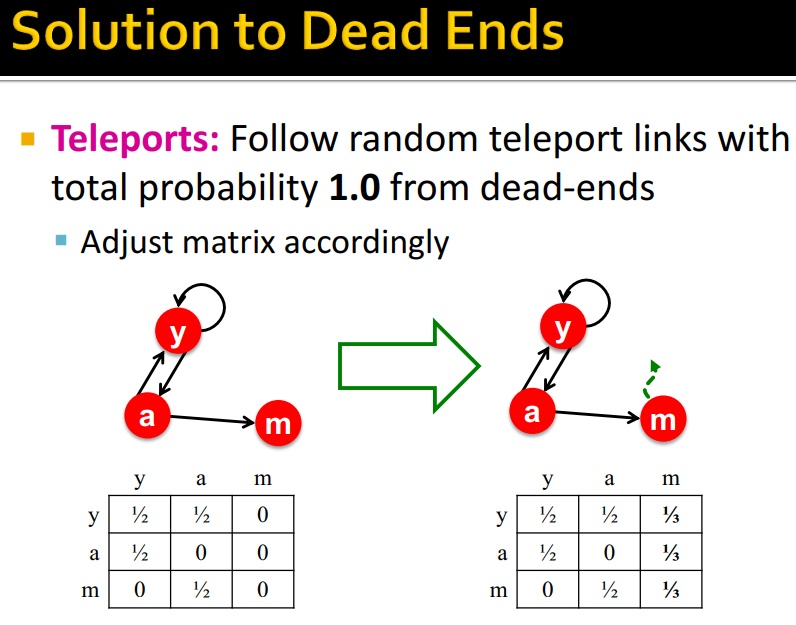 Solution to Dead Ends
Teleports: Follow random teleport links with
total probability 1.0 from dead-ends
Adjust matrix accordingly
y
a
m
y
a
m
y a m
y ½ ½ 0
a ½ 0 0
m 0 ½ 0
y a m
y ½ ½ ⅓
a ½ 0 ⅓
m 0 ½ ⅓